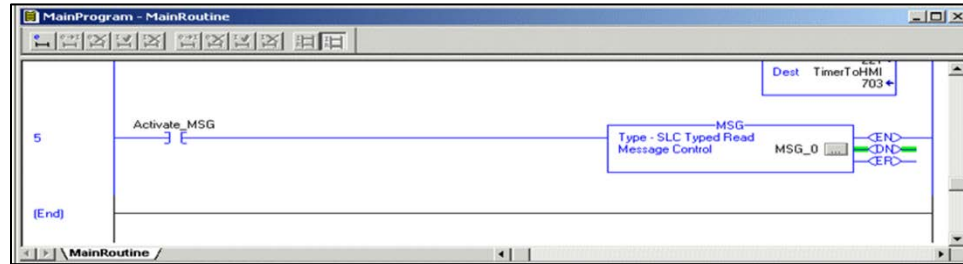 MainProgram - MainRoutine
Dest TimerToHMI
703
5
Activate_MSG
MSG
Type - SLC Typed Read
Message Control MSG_0 ...
EN
DN
ER
(End)
MainRoutine